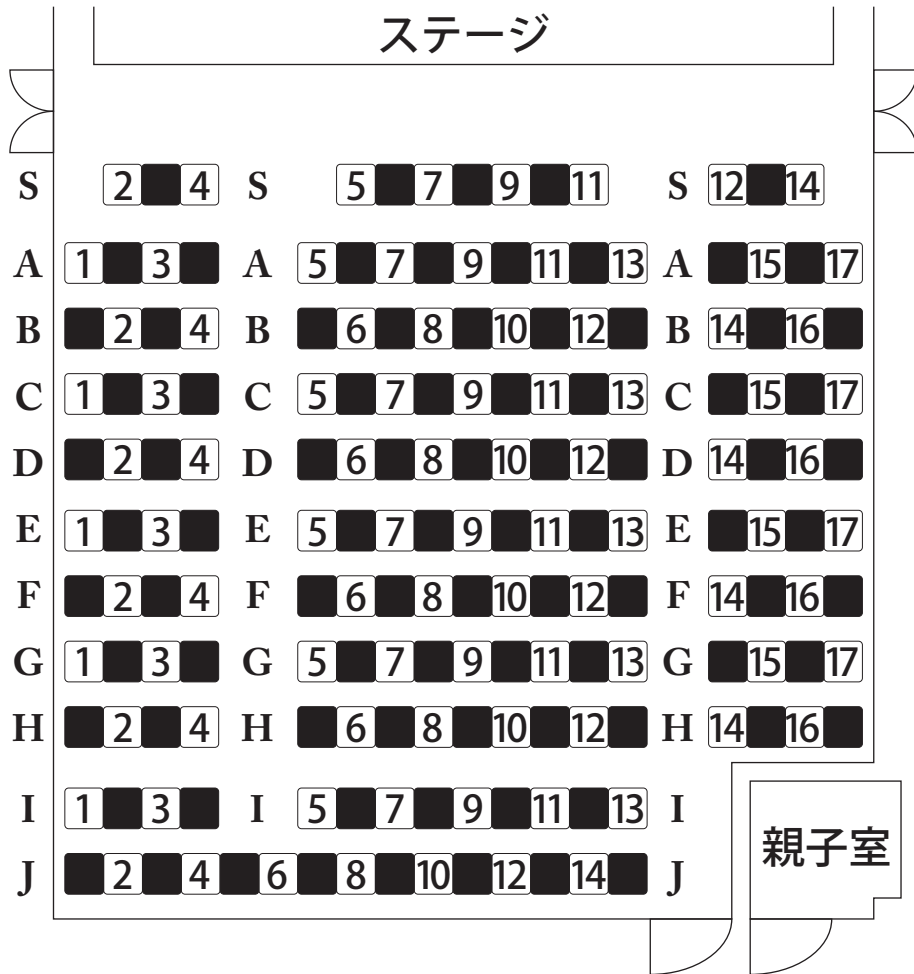 ステージ
S 2 4 S 5 7 9 11 S 12 14
A 1 3 A 5 7 9 11 13 A 15 17
B 2 4 B 6 8 10 12 B 14 16
C 1 3 C 5 7 9 11 13 C 15 17
D 2 4 D 6 8 10 12 D 14 16
E 1 3 E 5 7 9 11 13 E 15 17
F 2 4 F 6 8 10 12 F 14 16
G 1 3 G 5 7 9 11 13 G 15 17
H 2 4 H 6 8 10 12 H 14 16
I 1 3 I 5 7 9 11 13 I
J 2 4 6 8 10 12 14 J
親子室